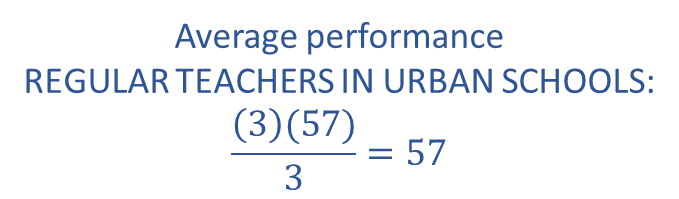 Average performance
REGULAR TEACHERS IN URBAN SCHOOLS:
(3)(57)
3
= 57